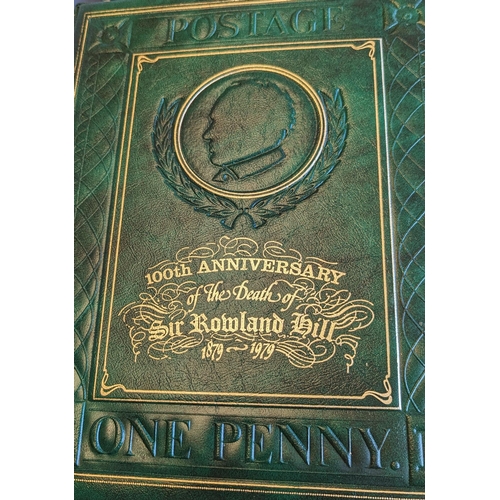 POSTAGE
100th ANNIVERSARY
of the Death of
Sir Rowland Hill
1879 ~ 1979
ONE PENNY.